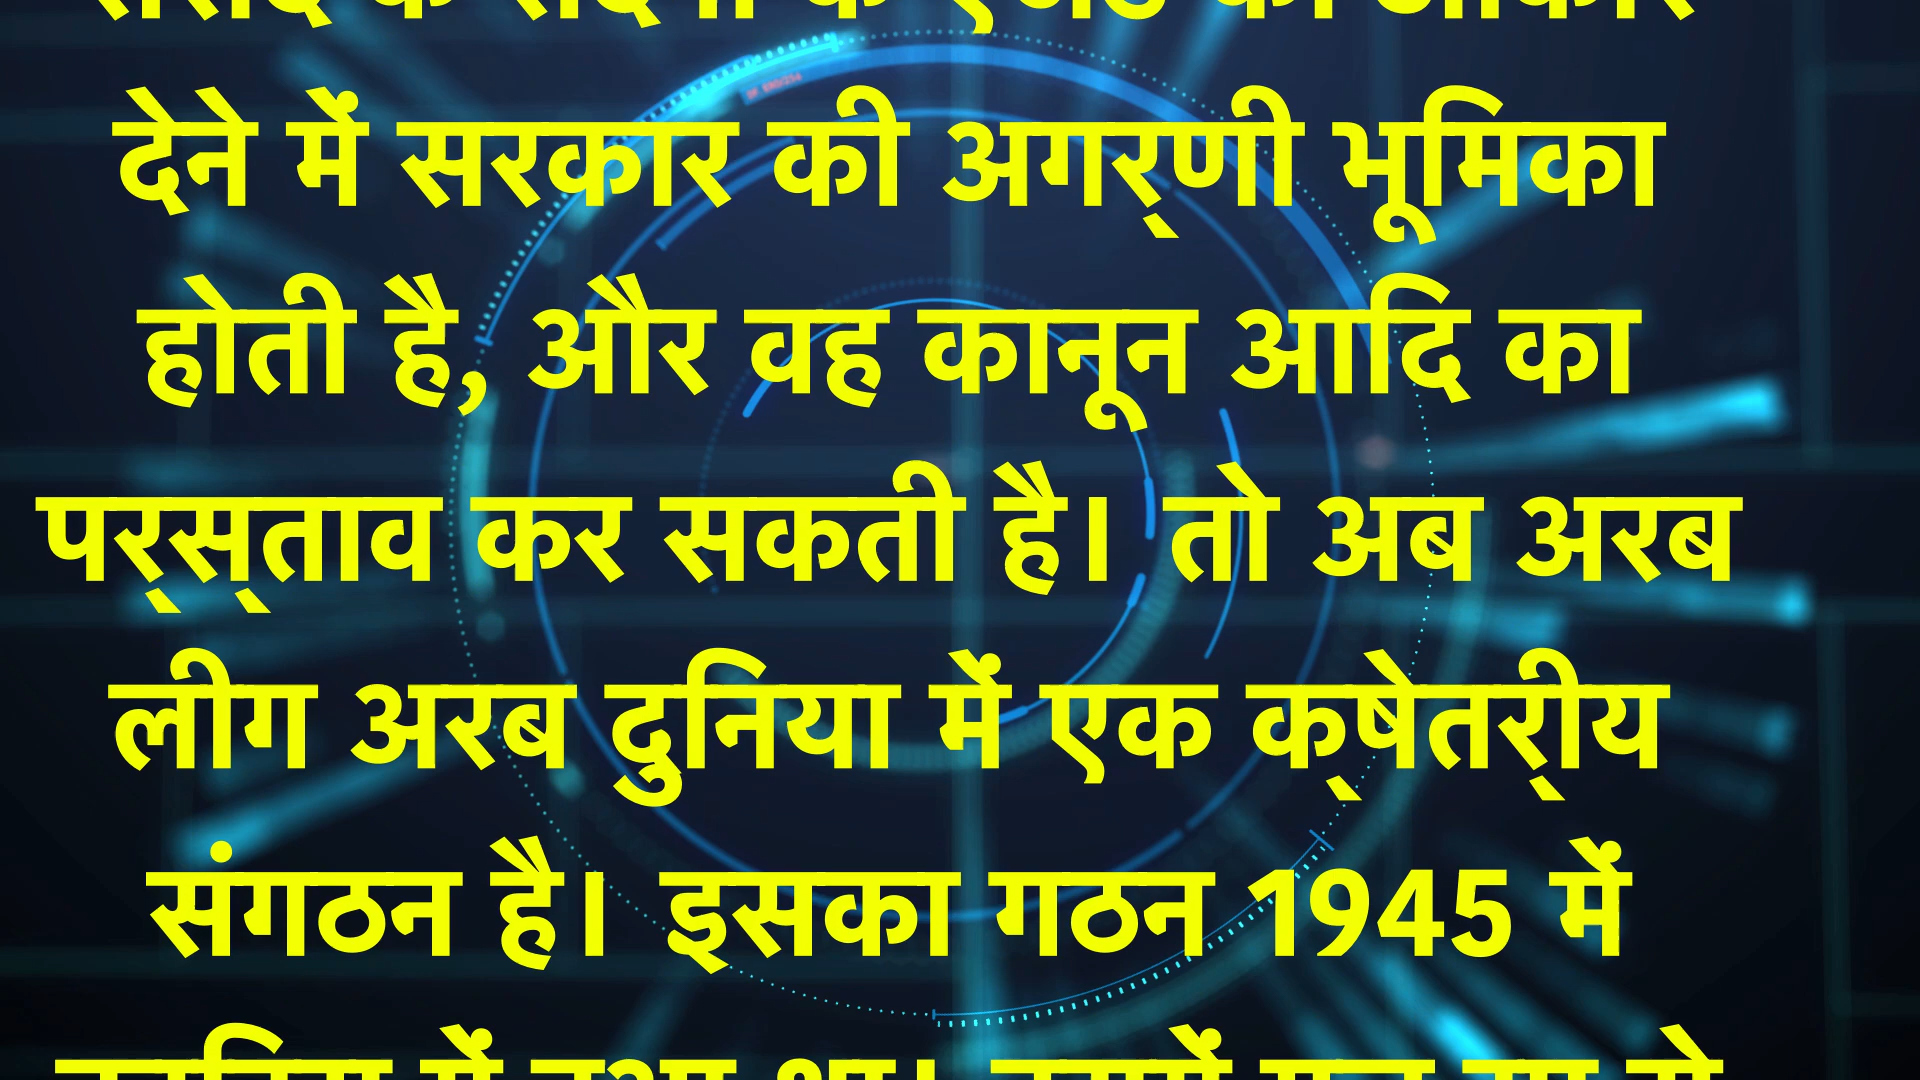 देने में सरकार की अगर्‌णी भूमिका
होती है, और वह कानून आदि का
पर्‌स्‌ताव कर सकती है। तो अब अरब
लीग अरब दुनिया में एक क्‌षेतर्‌ीय
संगठन है। इसका गठन 1945 में